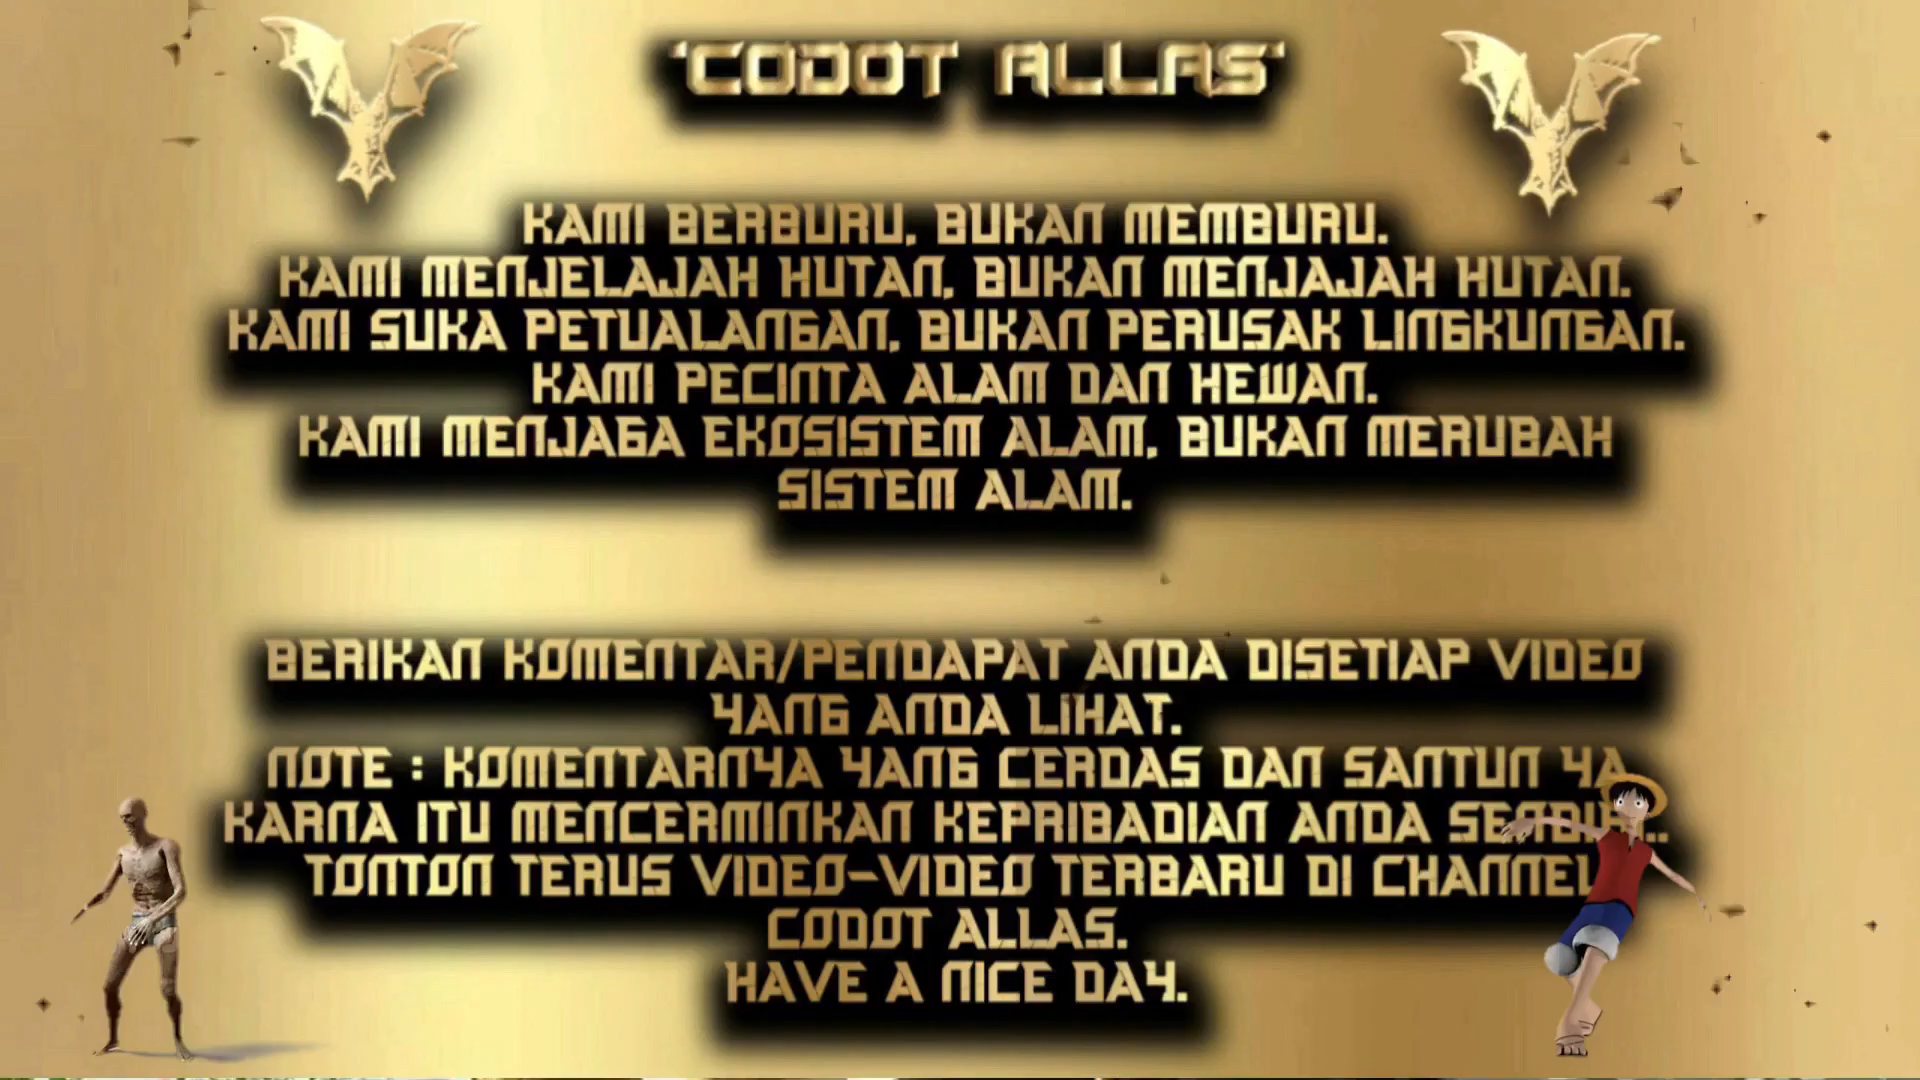 'CODOT ALLAS'
KAMI BERBURU, BUKAN MEMBURU.
KAMI MENJELAJAH HUTAN, BUKAN MENJAJAH HUTAN.
KAMI SUKA PETUALANGAN, BUKAN PERUSAK LINGKUNGAN.
KAMI PECINTA ALAM DAN HEWAN.
KAMI MENJAGA EKOSISTEM ALAM, BUKAN MERUBAH
SISTEM ALAM.
BERIKAN KOMENTAR/PENDAPAT ANDA DISETIAP VIDEO
YANG ANDA LIHAT.
NOTE : KOMENTARNYA YANG CERDAS DAN SANTUN YA
KARNA ITU MENCERMINKAN KEPRIBADIAN ANDA SENDIRI..
TONTON TERUS VIDEO-VIDEO TERBARU DI CHANNEL
CODOT ALLAS.
HAVE A NICE DAY.